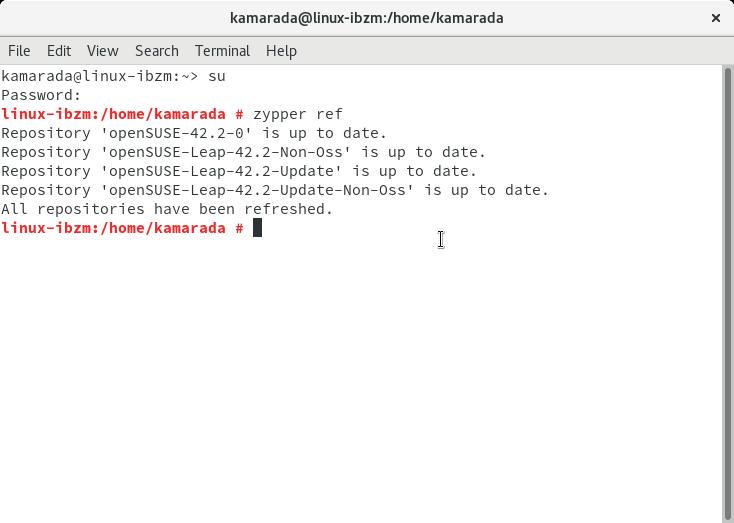 kamarada@linux-ibzm:/home/kamarada ×
File Edit View Search Terminal Help
kamarada@linux-ibzm:~> su
Password:
linux-ibzm:/home/kamarada # zypper ref
Repository 'openSUSE-42.2-0' is up to date.
Repository 'openSUSE-Leap-42.2-Non-Oss' is up to date.
Repository 'openSUSE-Leap-42.2-Update' is up to date.
Repository 'openSUSE-Leap-42.2-Update-Non-Oss' is up to date.
All repositories have been refreshed.
linux-ibzm:/home/kamarada #